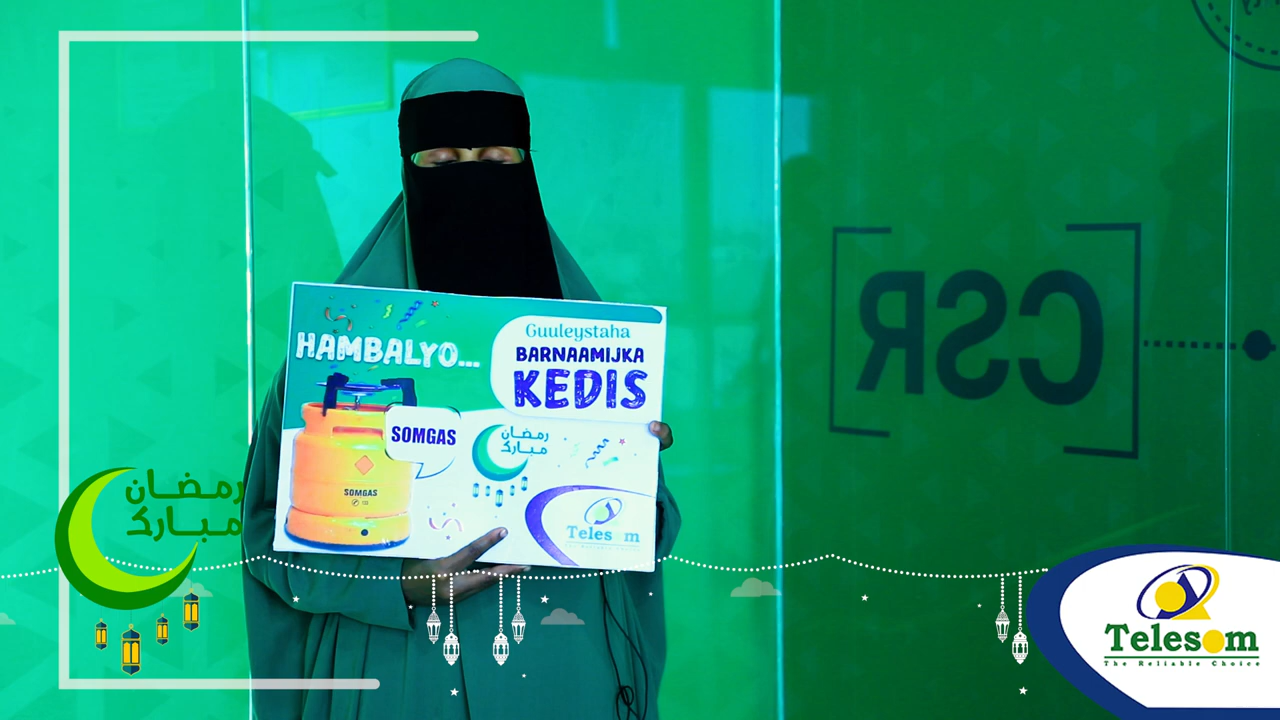 HAMBALYO...
Guuleystaha
BARNAAMIJKA
KEDIS
SOMGAS
SOMGAS
رمضان
مبارك
Telesom
رمضان
مبارك
CSR
Telesom
The Reliable Choice